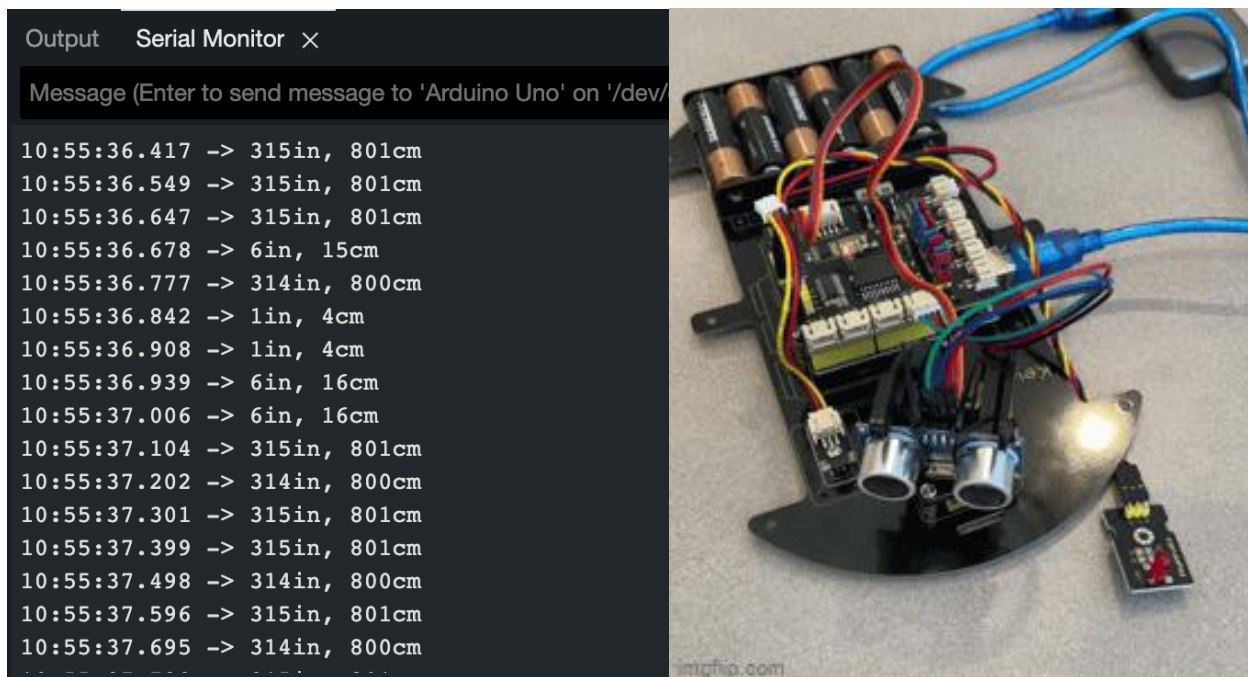 Output Serial Monitor ×
Message (Enter to send message to 'Arduino Uno' on '/dev/
10:55:36.417 -> 315in, 801cm
10:55:36.549 -> 315in, 801cm
10:55:36.647 -> 315in, 801cm
10:55:36.678 -> 6in, 15cm
10:55:36.777 -> 314in, 800cm
10:55:36.842 -> 1in, 4cm
10:55:36.908 -> 1in, 4cm
10:55:36.939 -> 6in, 16cm
10:55:37.006 -> 6in, 16cm
10:55:37.104 -> 315in, 801cm
10:55:37.202 -> 314in, 800cm
10:55:37.301 -> 315in, 801cm
10:55:37.399 -> 315in, 801cm
10:55:37.498 -> 314in, 800cm
10:55:37.596 -> 315in, 801cm
10:55:37.695 -> 314in, 800cm
imgflip.com